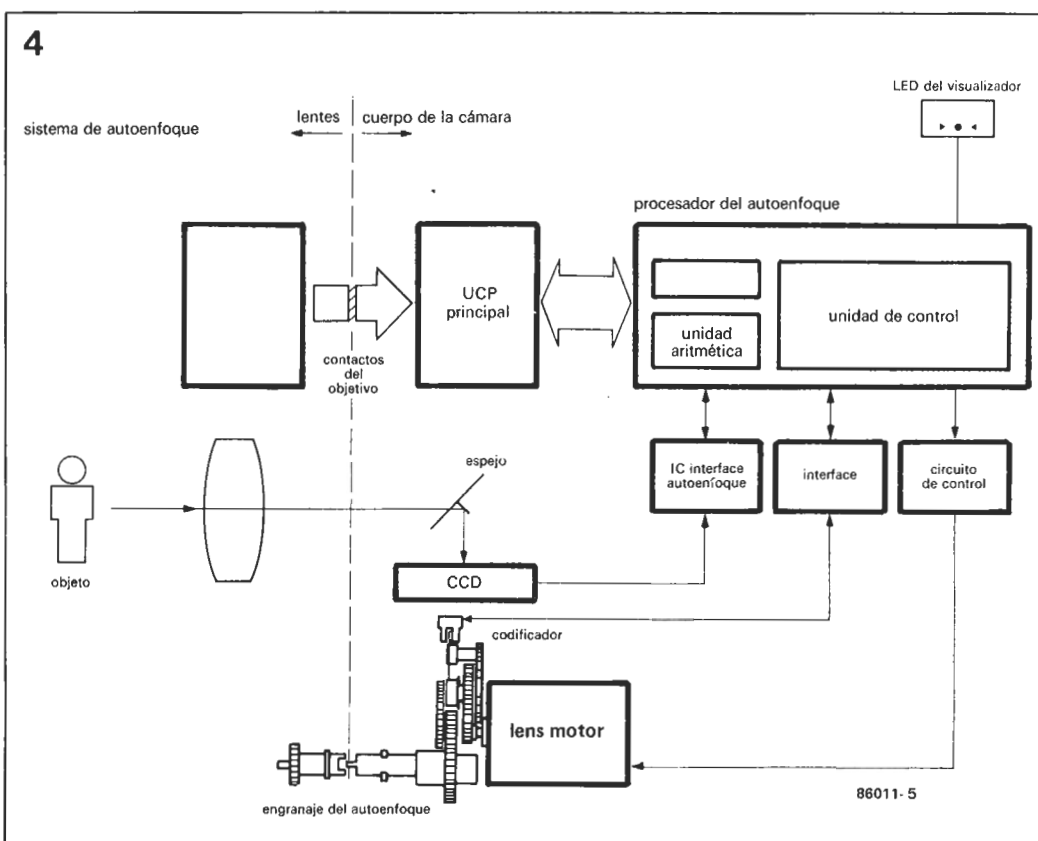 4
LED del visualizador
sistema de autoenfoque
lentes
cuerpo de la cámara
procesador del autoenfoque
UCP
principal
unidad
aritmética
unidad de control
contactos
del
objetivo
objeto
espejo
IC interface
autoenfoque
interface
circuito
de control
CCD
codificador
lens motor
engranaje del autoenfoque
86011-5